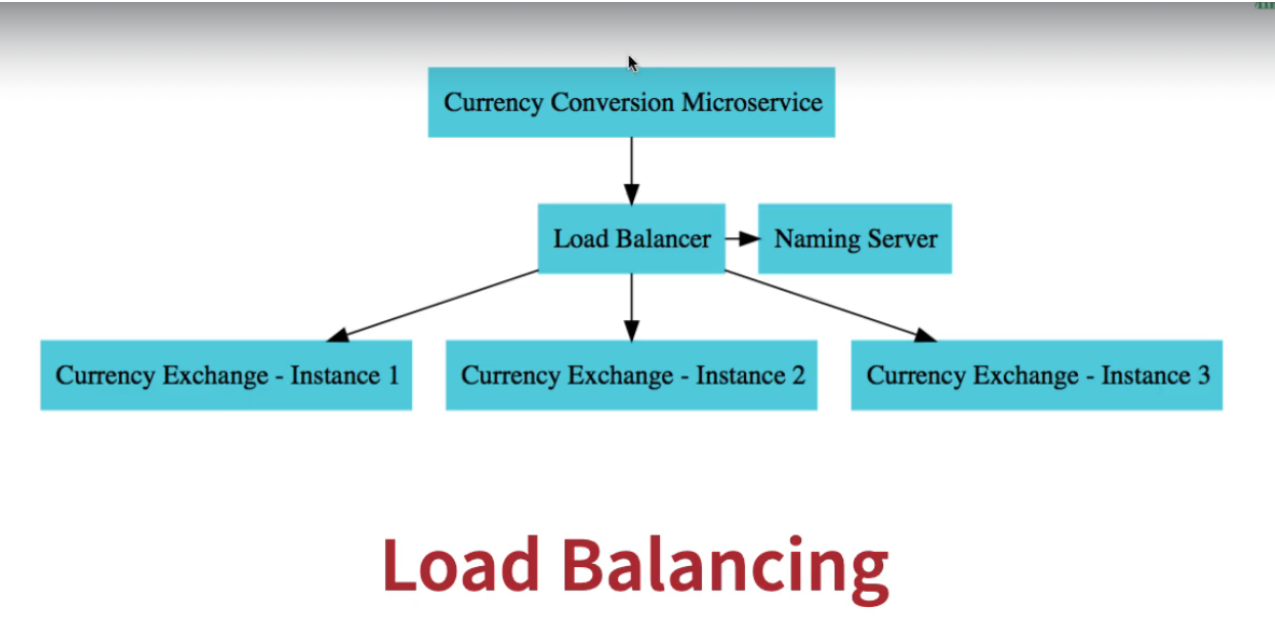 Currency Conversion Microservice
Load Balancer
Naming Server
Currency Exchange - Instance 1
Currency Exchange - Instance 2
Currency Exchange - Instance 3
Load Balancing